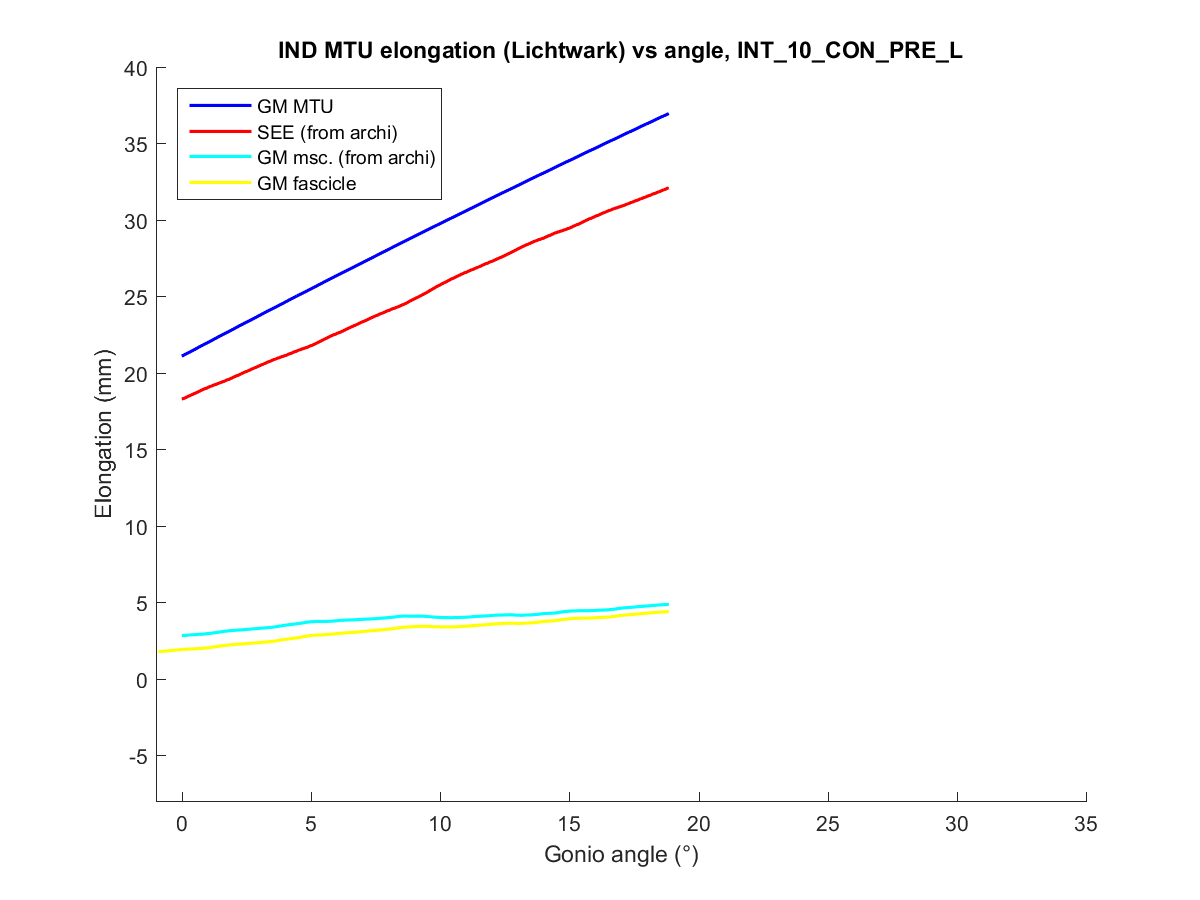 IND MTU elongation (Lichtwark) vs angle, INT_10_CON_PRE_L
40
35
30
25
20
15
10
5
0
-5
Elongation (mm)
GM MTU
SEE (from archi)
GM msc. (from archi)
GM fascicle
0 5 10 15 20 25 30 35
Gonio angle (°)